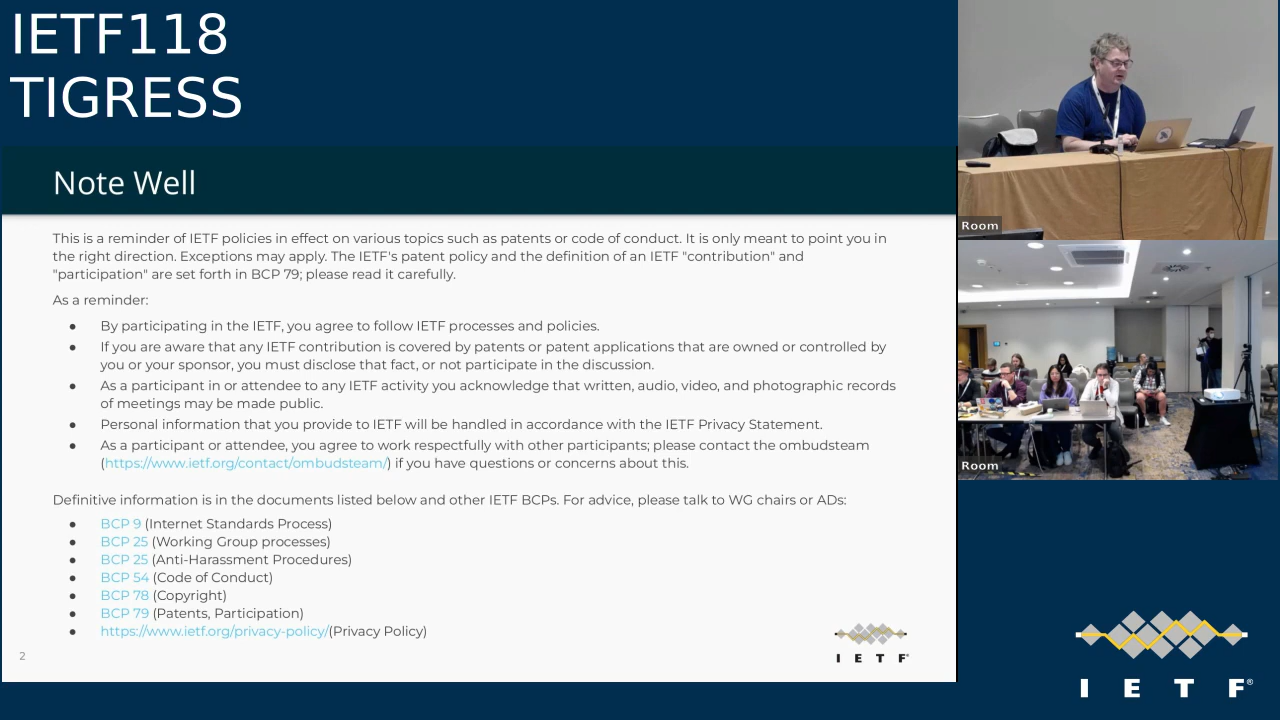 IETF118
TIGRESS
Note Well
This is a reminder of IETF policies in effect on various topics such as patents or code of conduct. It is only meant to point you in
the right direction. Exceptions may apply. The IETF's patent policy and the definition of an IETF "contribution" and
"participation" are set forth in BCP 79; please read it carefully.
As a reminder:
● By participating in the IETF, you agree to follow IETF processes and policies.
● If you are aware that any IETF contribution is covered by patents or patent applications that are owned or controlled by
you or your sponsor, you must disclose that fact, or not participate in the discussion.
● As a participant in or attendee to any IETF activity you acknowledge that written, audio, video, and photographic records
of meetings may be made public.
● Personal information that you provide to IETF will be handled in accordance with the IETF Privacy Statement.
● As a participant or attendee, you agree to work respectfully with other participants; please contact the ombudsteam
(https://www.ietf.org/contact/ombudsteam/) if you have questions or concerns about this.
Definitive information is in the documents listed below and other IETF BCPs. For advice, please talk to WG chairs or ADs:
● BCP 9 (Internet Standards Process)
● BCP 25 (Working Group processes)
● BCP 25 (Anti-Harassment Procedures)
● BCP 54 (Code of Conduct)
● BCP 78 (Copyright)
● BCP 79 (Patents, Participation)
● https://www.ietf.org/privacy-policy/(Privacy Policy)
2
IETF®
Room
Room
IETF®